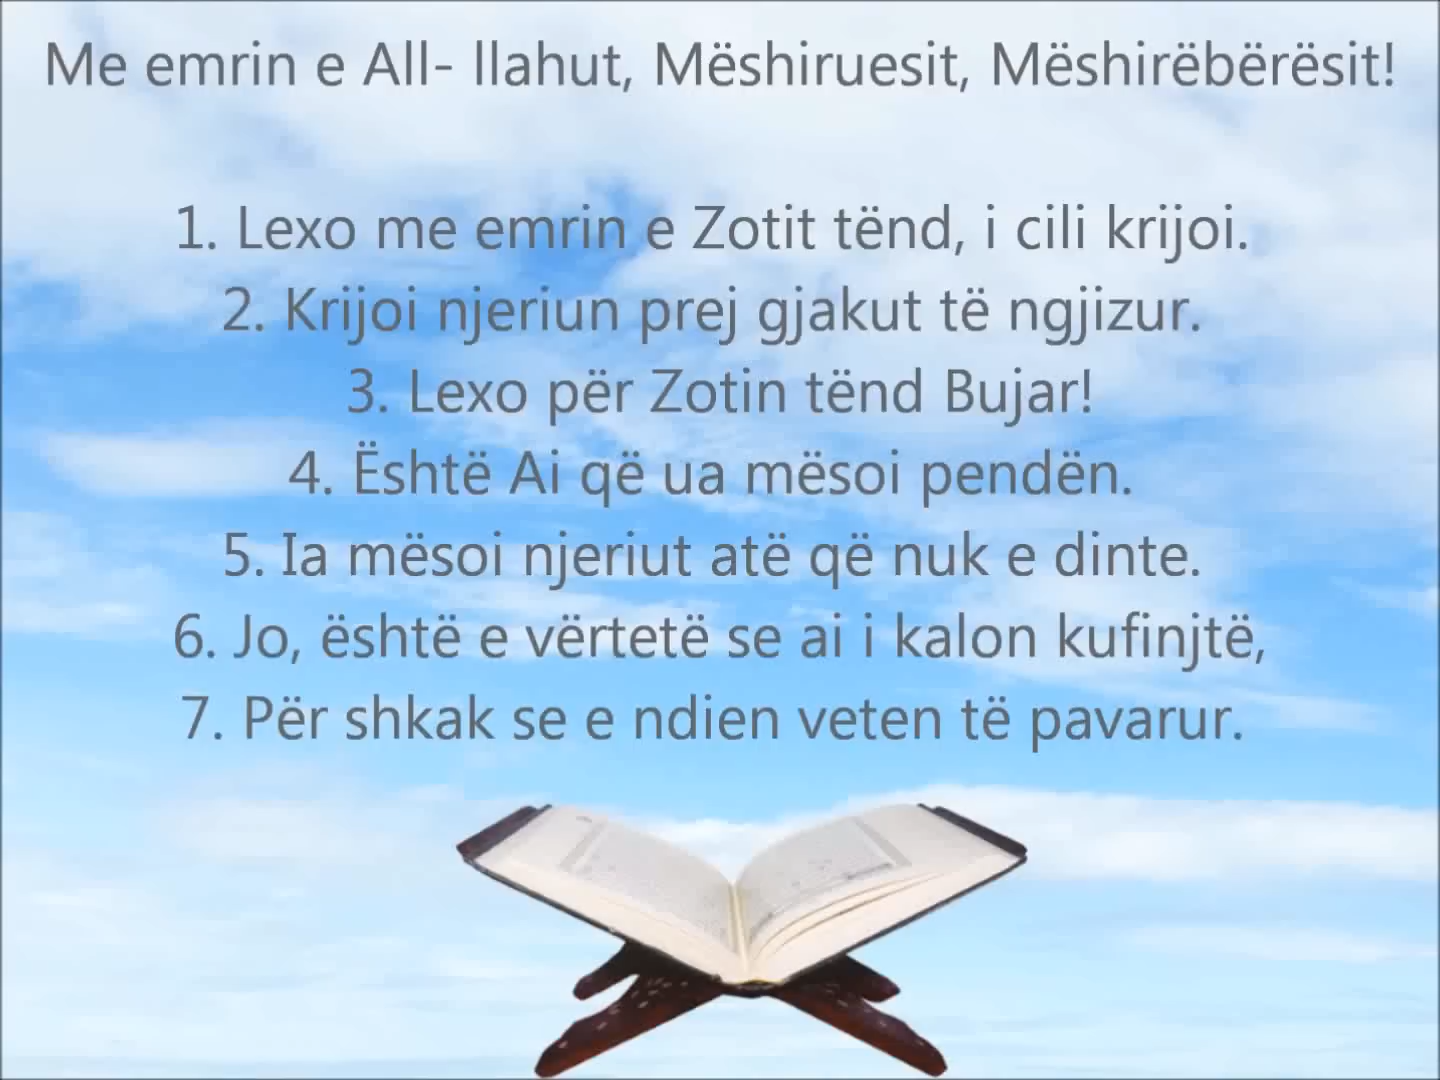 Me emrin e All- llahut, Mëshiruesit, Mëshirëbërësit!
1. Lexo me emrin e Zotit tënd, i cili krijoi.
2. Krijoi njeriun prej gjakut të ngjizur.
3. Lexo për Zotin tënd Bujar!
4. Është Ai që ua mësoi pendën.
5. Ia mësoi njeriut atë që nuk e dinte.
6. Jo, është e vërtetë se ai i kalon kufinjtë,
7. Për shkak se e ndien veten të pavarur.